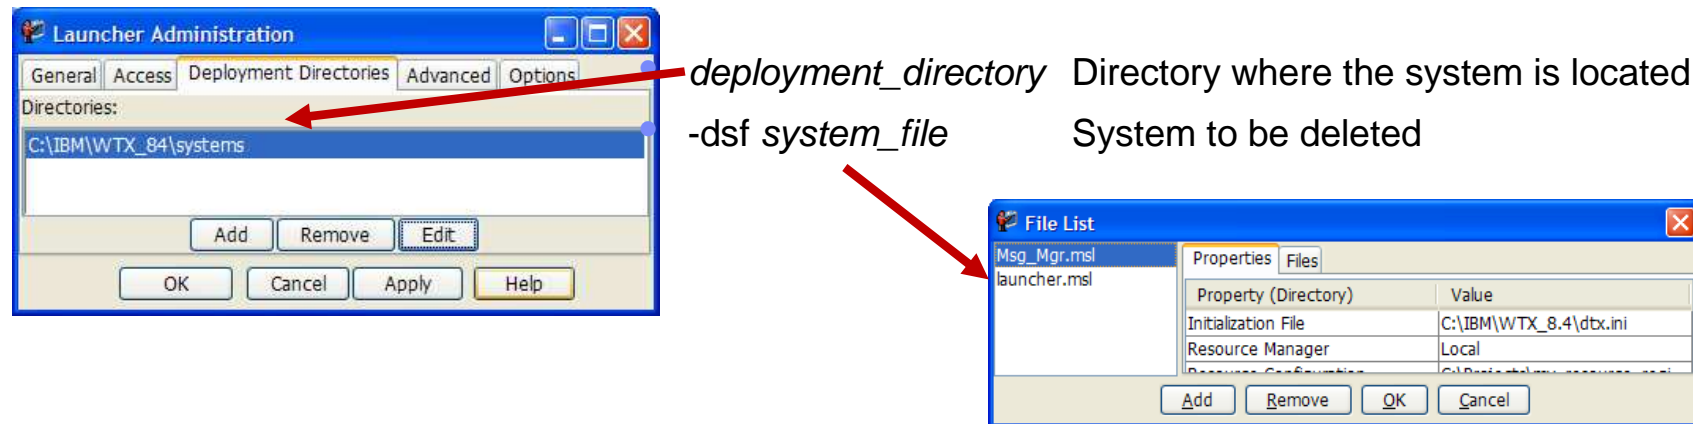 Launcher Administration
General Access Deployment Directories Advanced Options
Directories:
C:\IBM\WTX_84\systems
Add Remove Edit
OK Cancel Apply Help
deployment_directory Directory where the system is located
-dsf system_file System to be deleted
File List
Msg_Mgr.msl
launcher.msl
Properties Files
Property (Directory) Value
Initialization File C:\IBM\WTX_8.4\dtx.ini
Resource Manager Local
Add Remove OK Cancel